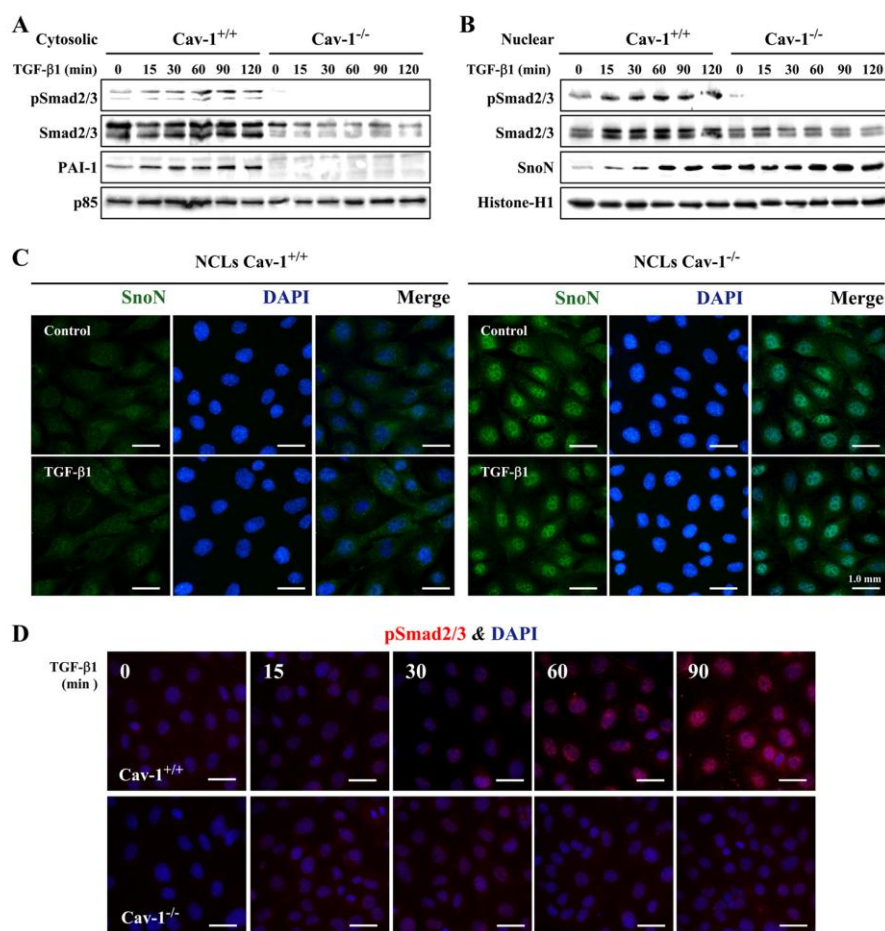 A
Cytosolic Cav-1+/+ Cav-1-/-
TGF-β1 (min) 0 15 30 60 90 120 0 15 30 60 90 120
pSmad2/3
Smad2/3
PAI-1
p85
B
Nuclear Cav-1+/+ Cav-1-/-
TGF-β1 (min) 0 15 30 60 90 120 0 15 30 60 90 120
pSmad2/3
Smad2/3
SnoN
Histone-H1
C
NCLs Cav-1+/+
SnoN DAPI Merge
Control
TGF-β1
NCLs Cav-1-/-
SnoN DAPI Merge
Control
TGF-β1
1.0 mm
D
pSmad2/3 & DAPI
TGF-β1
(min )
0 15 30 60 90
Cav-1+/+
Cav-1-/-